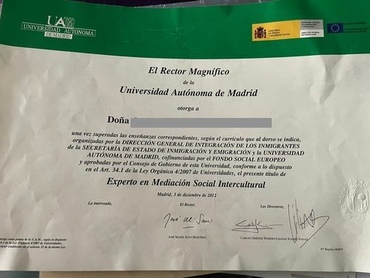 UA
UNIVERSIDAD AUTONOMA
DE MADRID
El Rector Magnífico
de la
Universidad Autónoma de Madrid
otorga a
Doña
una vez superadas las enseñanzas correspondientes, según el currículo que al dorso se indica,
organizadas por la DIRECCIÓN GENERAL DE INTEGRACIÓN DE LOS INMIGRANTES
de la SECRETARÍA DE ESTADO DE INMIGRACIÓN Y EMIGRACIÓN y la UNIVERSIDAD
AUTÓNOMA DE MADRID, cofinanciadas por el FONDO SOCIAL EUROPEO
y aprobadas por el Consejo de Gobierno de esta Universidad, conforme a lo dispuesto
en el Art. 34.1 de la Ley Orgánica 4/2007 de Universidades, el presente título de
Experto en Mediación Social Intercultural
Madrid, 3 de diciembre de 2012
La interesada,
El Rector,
Los Directores,